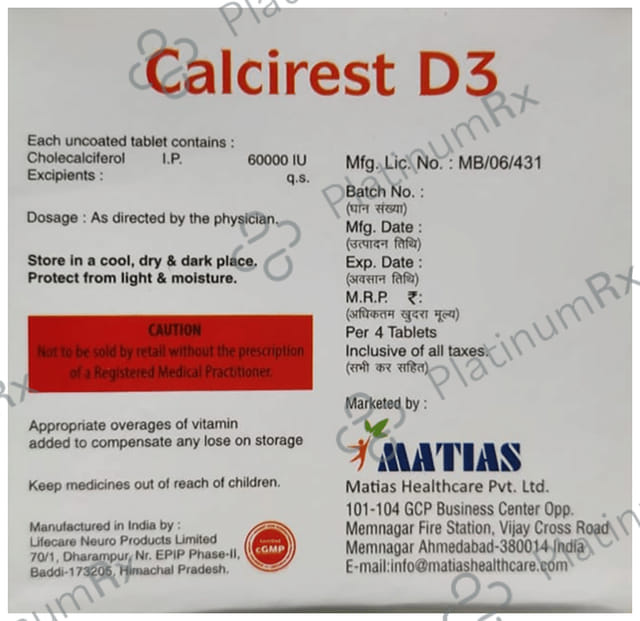 Calcirest D3
Each uncoated tablet contains :
Cholecalciferol I.P. 60000 IU
Excipients : q.s.
Dosage : As directed by the physician.
Store in a cool, dry & dark place.
Protect from light & moisture.
CAUTION
Not to be sold by retail without the prescription
of a Registered Medical Practitioner.
Appropriate overages of vitamin
added to compensate any lose on storage
Keep medicines out of reach of children.
Manufactured in India by :
Lifecare Neuro Products Limited
70/1, Dharampur, Nr. EPIP Phase-II,
Baddi-173205, Himachal Pradesh.
Certified
cGMP
Mfg. Lic. No. : MB/06/431
Batch No. :
(घान संख्या)
Mfg. Date :
(उत्पादन तिथि)
Exp. Date :
(अवसान तिथि)
M.R.P. ₹:
(अधिकतम खुदरा मूल्य)
Per 4 Tablets
Inclusive of all taxes.
(सभी कर सहित)
Marketed by :
MATIAS
Matias Healthcare Pvt. Ltd.
101-104 GCP Business Center Opp.
Memnagar Fire Station, Vijay Cross Road
Memnagar Ahmedabad-380014 India
E-mail:info@matiashealthcare.com
PlatinumRx
PlatinumRx
PlatinumRx
PlatinumRx
Rx
Platin